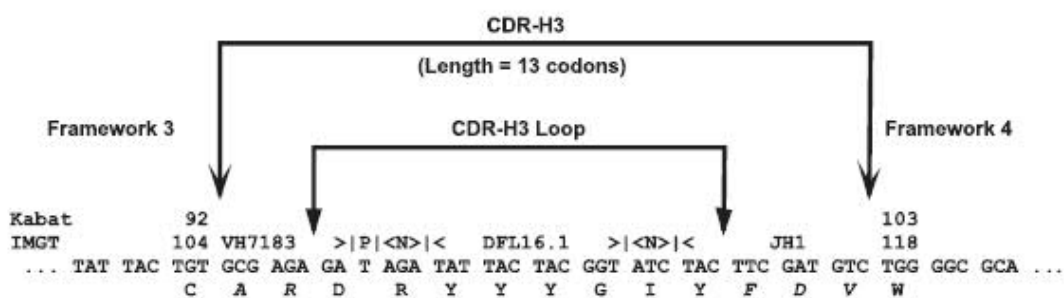 CDR-H3
(Length = 13 codons)
Framework 3 Framework 4
CDR-H3 Loop
Kabat 92 103
IMGT 104 VH7183 >|P|<N>|< DFL16.1 >|<N>|< JH1 118
... TAT TAC TGT GCG AGA GA T AGA TAT TAC TAC GGT ATC TAC TTC GAT GTC TGG GGC GCA ...
C A R D R Y Y Y G I Y F D V W